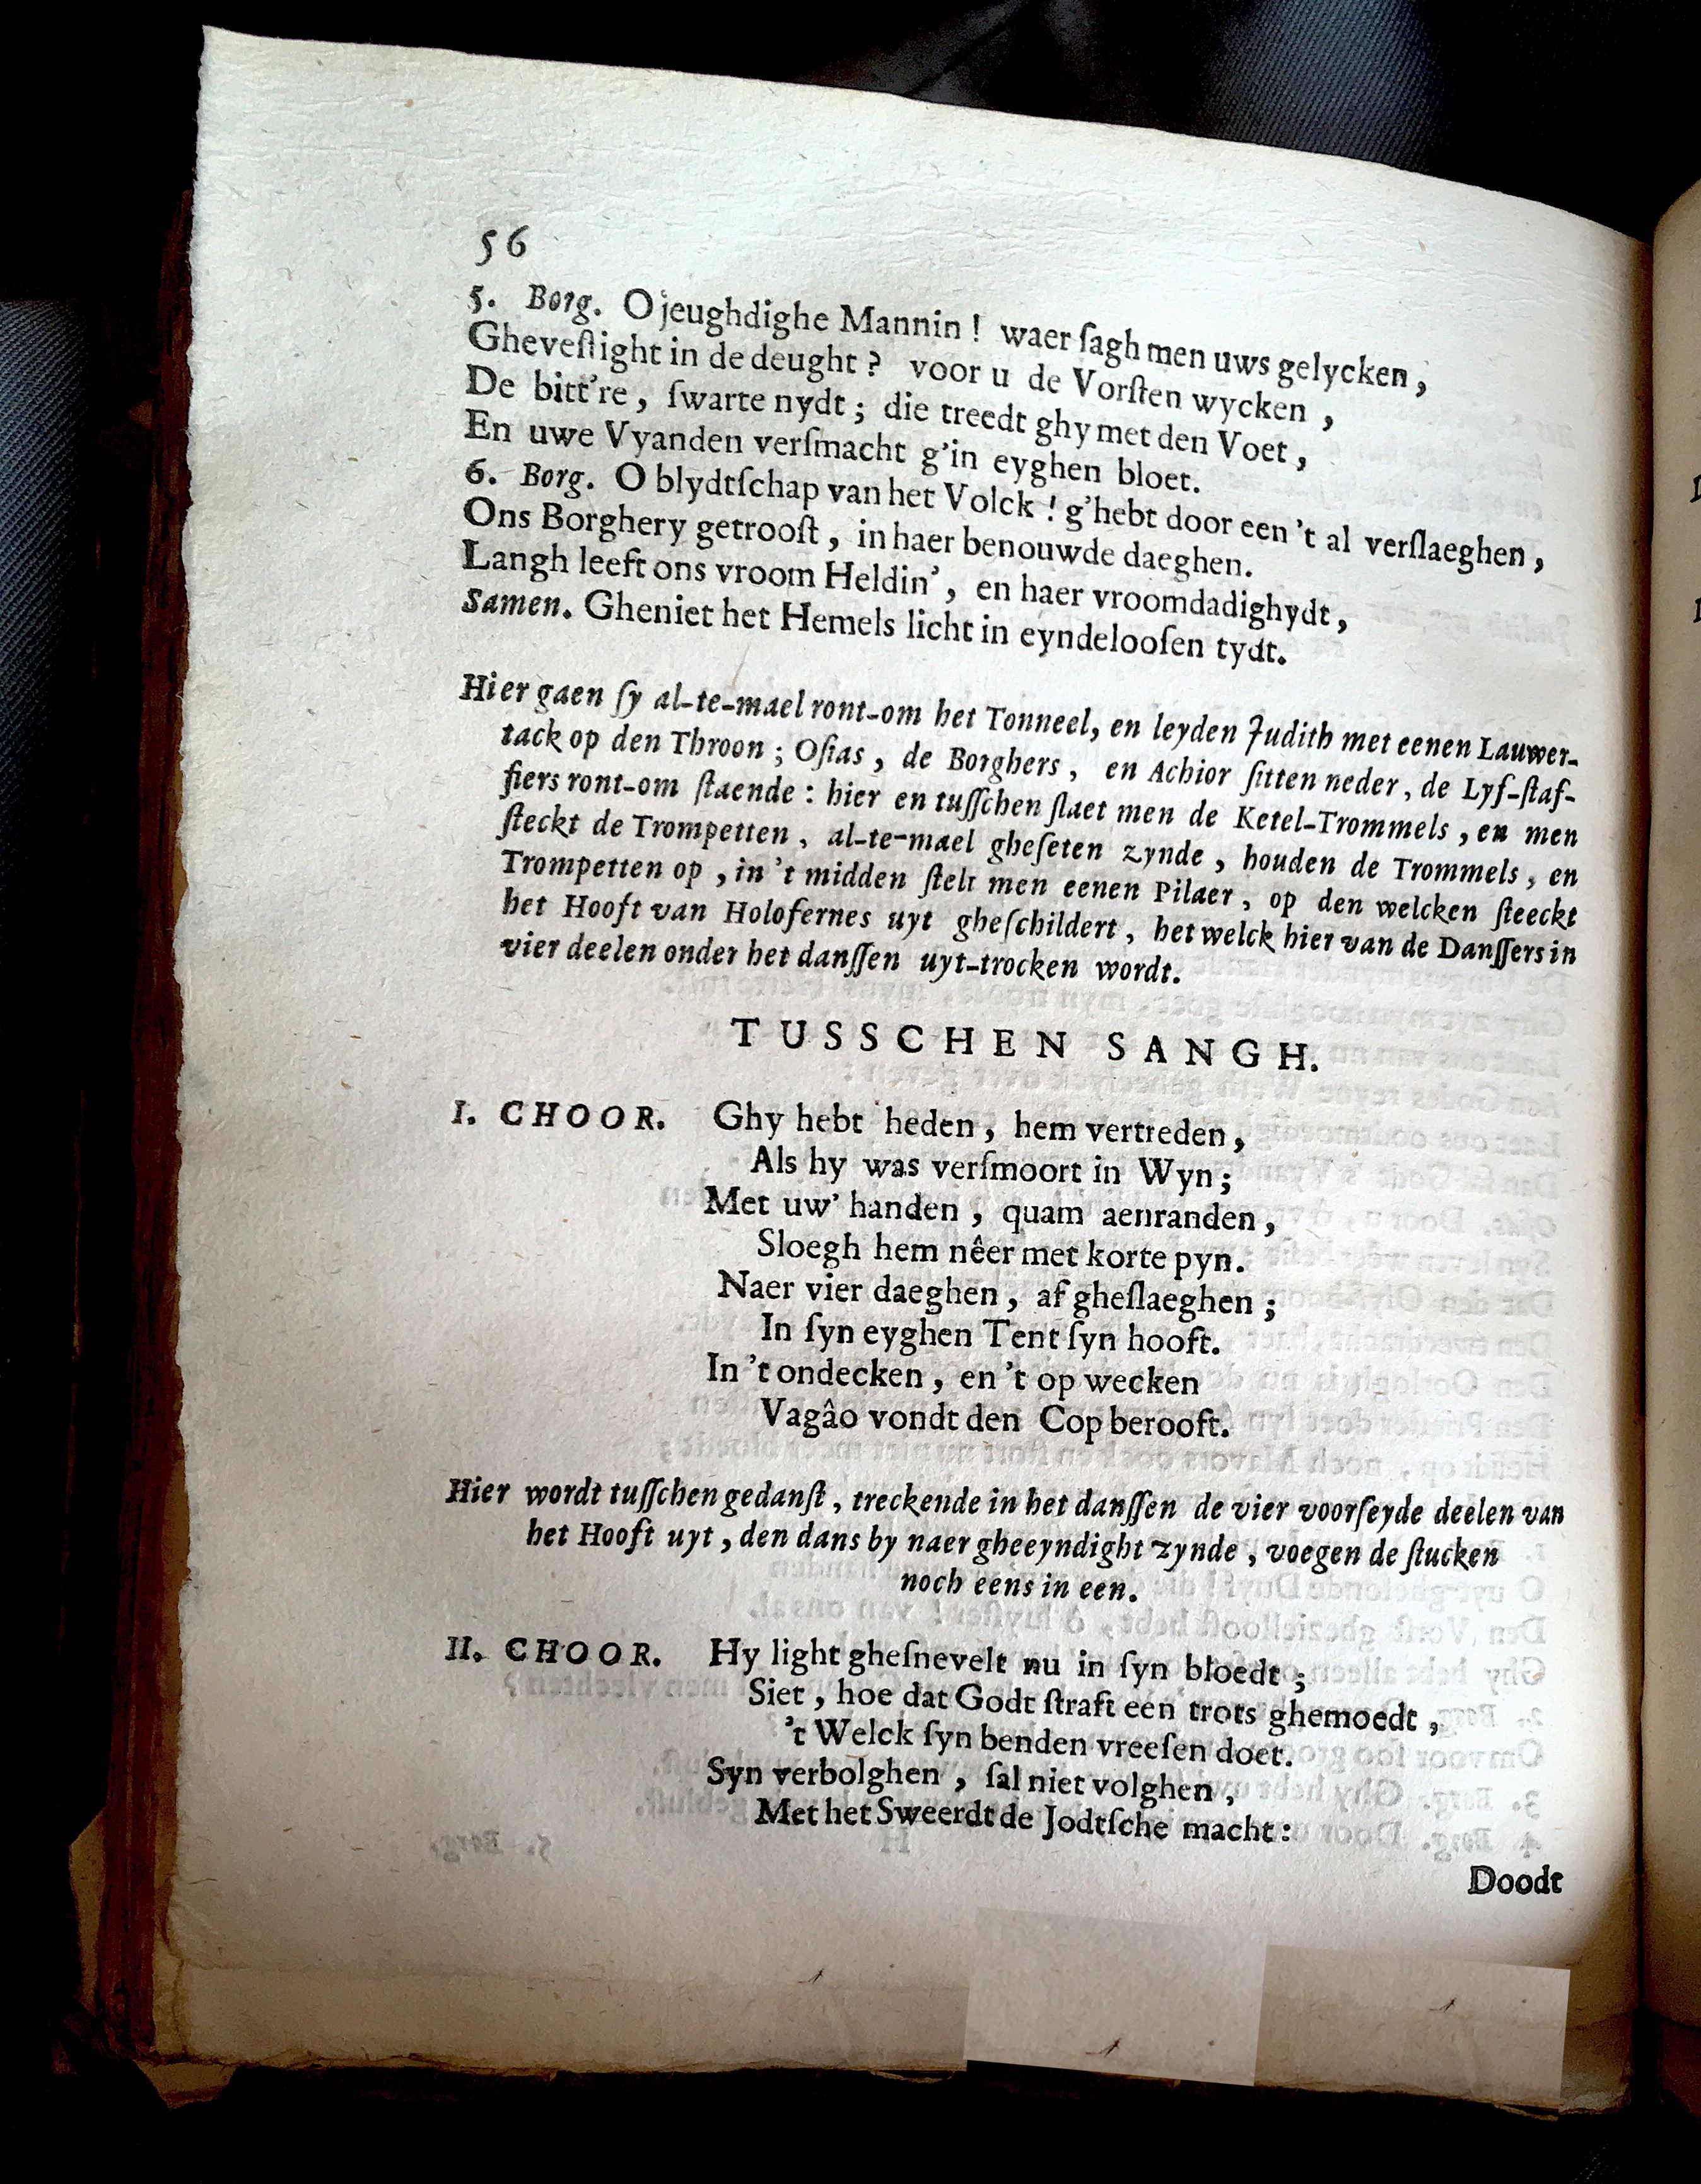 56
5. Borg. O jeughdighe Mannin ! waer ſagh men uws gelycken ,
Gheveſtight in de deught ? voor u de Vorſten wycken ,
De bitt're , ſwarte nydt ; die treedt ghy met den Voet ,
En uwe Vyanden verſmacht g'in eyghen bloet.
6. Borg. O blydtſchap van het Volck ! g'hebt door een 't al verſlaeghen ,
Ons Borghery getrooſt , in haer benouwde daeghen.
Langh leeft ons vroom Heldin' , en haer vroomdadighydt ,
Samen. Gheniet het Hemels licht in eyndelooſen tydt.
Hier gaen ſy al-te-mael ront-om het Tonneel, en leyden Judith met eenen Lauwer-
tack op den Throon ; Oſias , de Borghers , en Achior ſitten neder , de Lyf-ſtaf-
fiers ront-om ſtaende : hier en tuſſchen ſlaet men de Ketel-Trommels , en men
ſteckt de Trompetten , al-te-mael gheſeten zynde , houden de Trommels , en
Trompetten op , in 't midden ſtelt men eenen Pilaer , op den welcken ſteeckt
het Hooft van Holofernes uyt gheſchildert , het welck hier van de Danſſers in
vier deelen onder het danſſen uyt-trocken wordt.
TUSSCHEN SANGH.
I. CHOOR. Ghy hebt heden , hem vertreden ,
Als hy was verſmoort in Wyn ;
Met uw' handen , quam aenranden ,
Sloegh hem nêer met korte pyn.
Naer vier daeghen , af gheſlaeghen ;
In ſyn eyghen Tent ſyn hooft.
In 't ondecken , en 't op wecken
Vagâo vondt den Cop berooft.
Hier wordt tuſſchen gedanſt , treckende in het danſſen de vier voorſeyde deelen van
het Hooft uyt , den dans by naer gheeyndight zynde , voegen de ſtucken
noch eens in een.
II. CHOOR. Hy light gheſnevelt nu in ſyn bloedt ;
Siet , hoe dat Godt ſtraft een trots ghemoedt ,
't Welck ſyn benden vreeſen doet.
Syn verbolghen , ſal niet volghen ,
Met het Sweerdt de Jodtſche macht :
Doodt